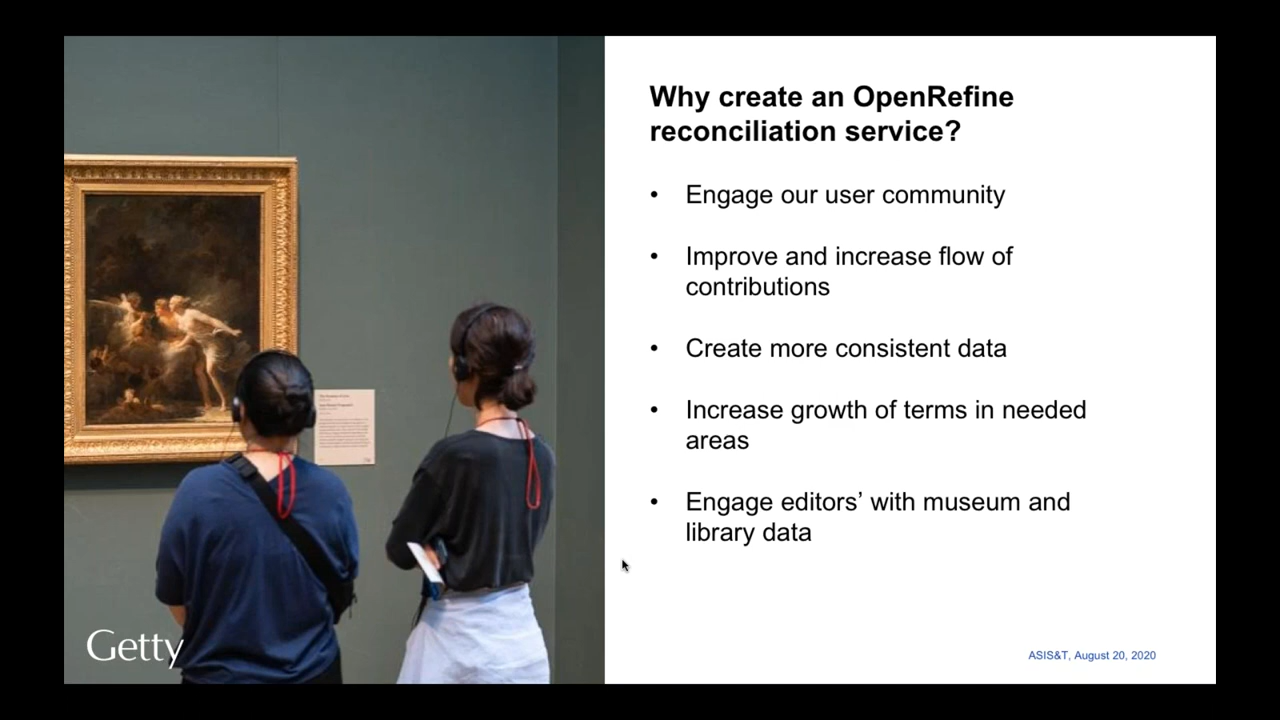 Why create an OpenRefine
reconciliation service?
• Engage our user community
• Improve and increase flow of
contributions
• Create more consistent data
• Increase growth of terms in needed
areas
• Engage editors’ with museum and
library data
Getty
ASIS&T, August 20, 2020